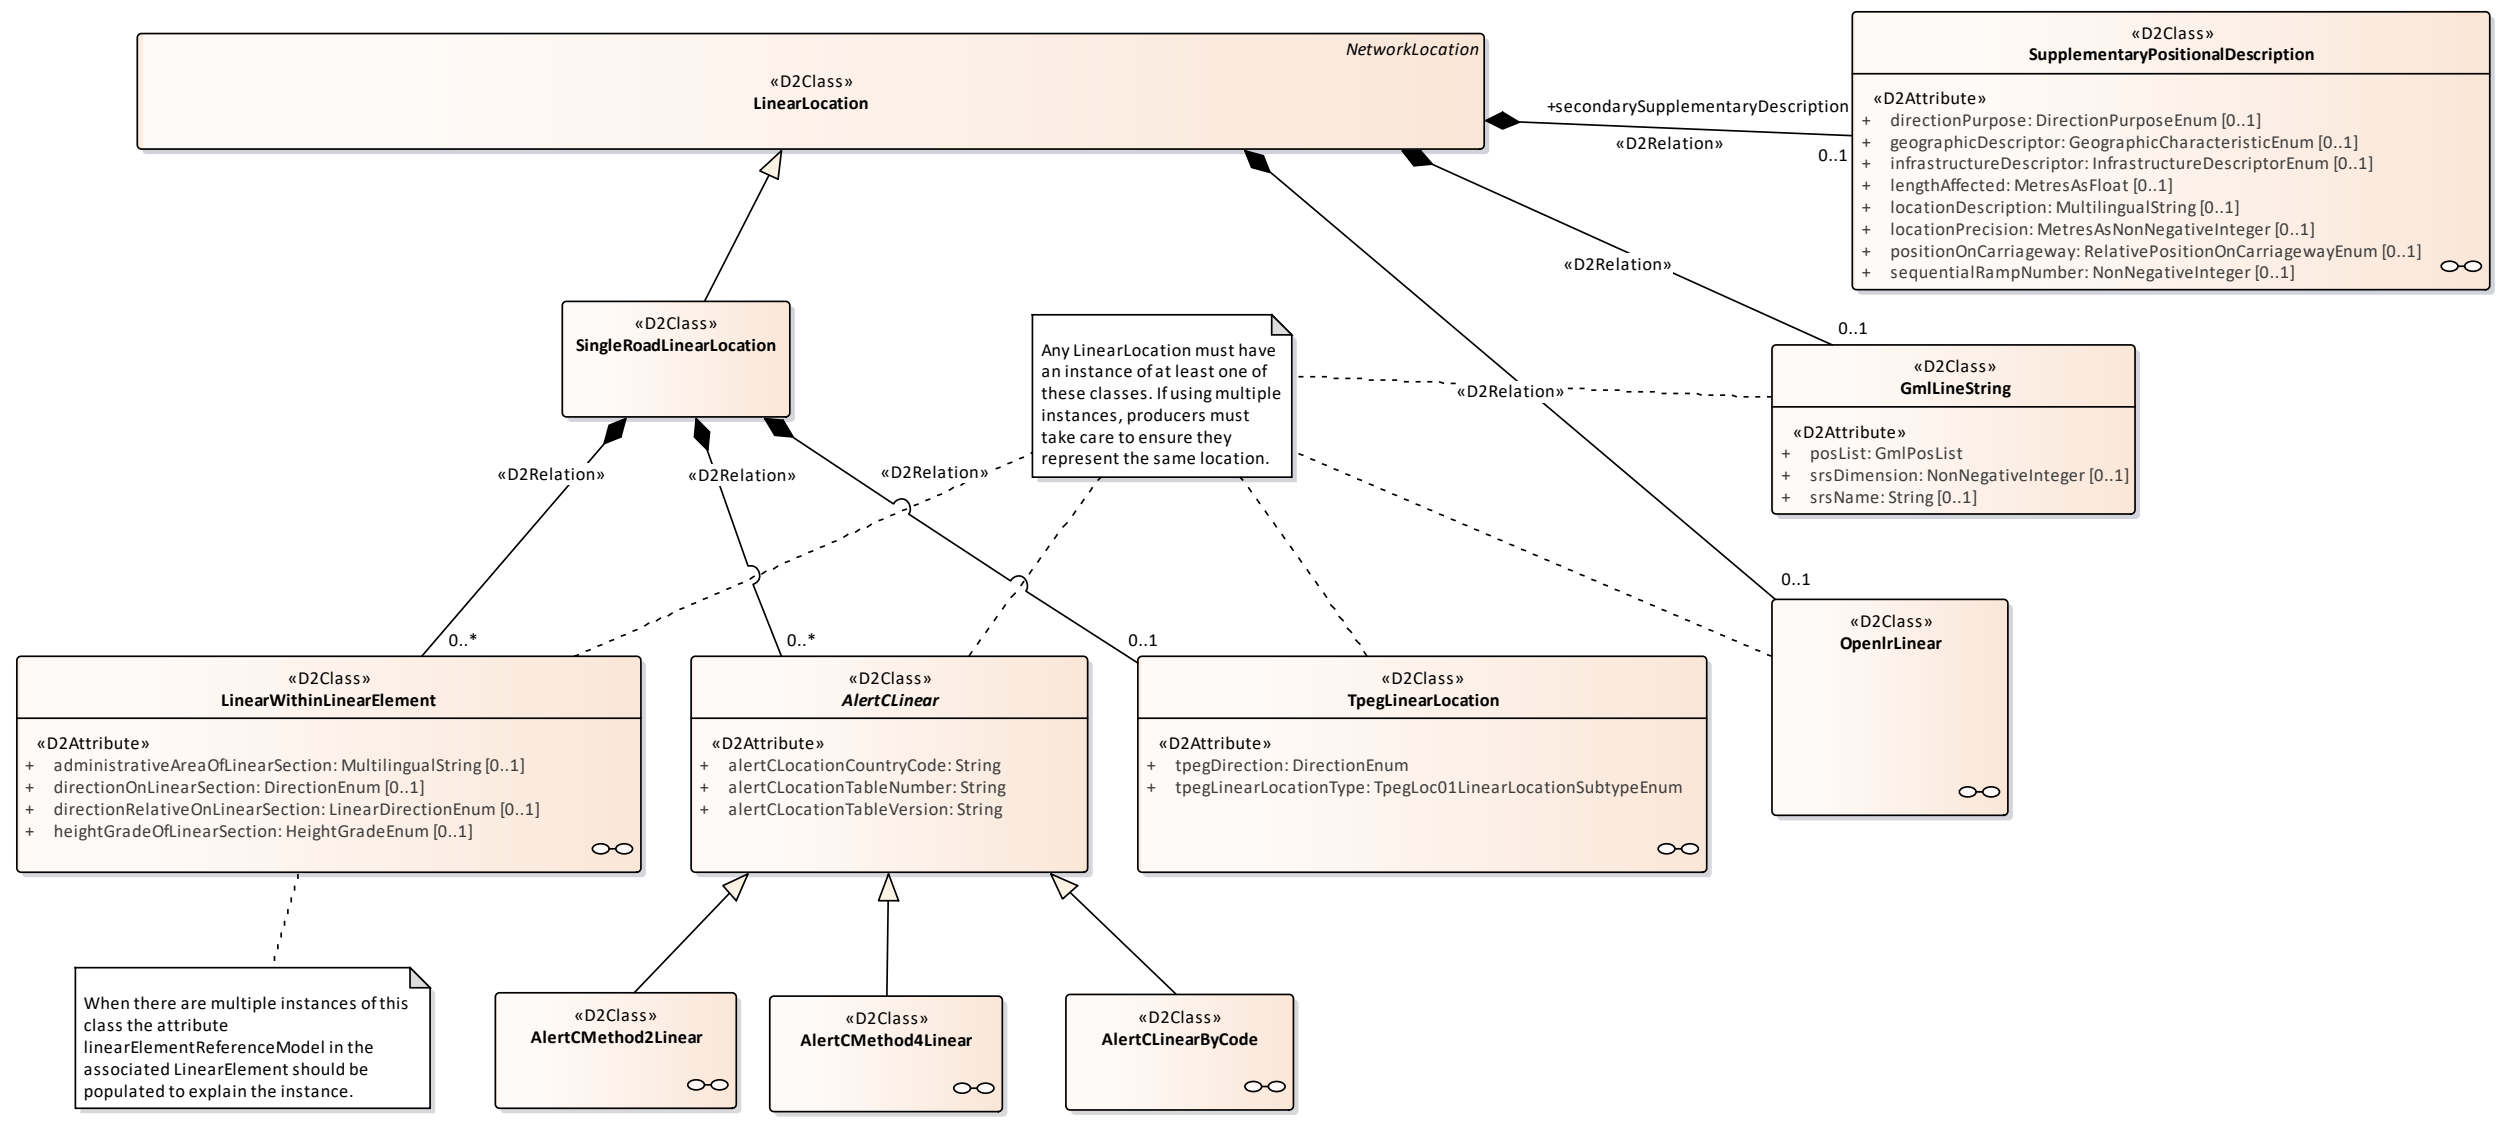 NetworkLocation
«D2Class»
LinearLocation
«D2Class»
SupplementaryPositionalDescription
«D2Attribute»
+ directionPurpose: DirectionPurposeEnum [0..1]
+ geographicDescriptor: GeographicCharacteristicEnum [0..1]
+ infrastructureDescriptor: InfrastructureDescriptorEnum [0..1]
+ lengthAffected: MetresAsFloat [0..1]
+ locationDescription: MultilingualString [0..1]
+ locationPrecision: MetresAsNonNegativeInteger [0..1]
+ positionOnCarriageway: RelativePositionOnCarriagewayEnum [0..1]
+ sequentialRampNumber: NonNegativeInteger [0..1]
+secondarySupplementaryDescription
«D2Relation»
0..1
«D2Relation»
0..1
«D2Class»
SingleRoadLinearLocation
Any LinearLocation must have
an instance of at least one of
these classes. If using multiple
instances, producers must
take care to ensure they
represent the same location.
«D2Class»
GmlLineString
«D2Attribute»
+ posList: GmlPosList
+ srsDimension: NonNegativeInteger [0..1]
+ srsName: String [0..1]
«D2Relation»
«D2Relation»
«D2Relation»
«D2Relation»
0..1
0..*
0..*
0..1
«D2Class»
OpenlrLinear
«D2Class»
LinearWithinLinearElement
«D2Attribute»
+ administrativeAreaOfLinearSection: MultilingualString [0..1]
+ directionOnLinearSection: DirectionEnum [0..1]
+ directionRelativeOnLinearSection: LinearDirectionEnum [0..1]
+ heightGradeOfLinearSection: HeightGradeEnum [0..1]
«D2Class»
AlertCLinear
«D2Attribute»
+ alertCLocationCountryCode: String
+ alertCLocationTableNumber: String
+ alertCLocationTableVersion: String
«D2Class»
TpegLinearLocation
«D2Attribute»
+ tpegDirection: DirectionEnum
+ tpegLinearLocationType: TpegLoc01LinearLocationSubtypeEnum
When there are multiple instances of this
class the attribute
linearElementReferenceModel in the
associated LinearElement should be
populated to explain the instance.
«D2Class»
AlertCMethod2Linear
«D2Class»
AlertCMethod4Linear
«D2Class»
AlertCLinearByCode